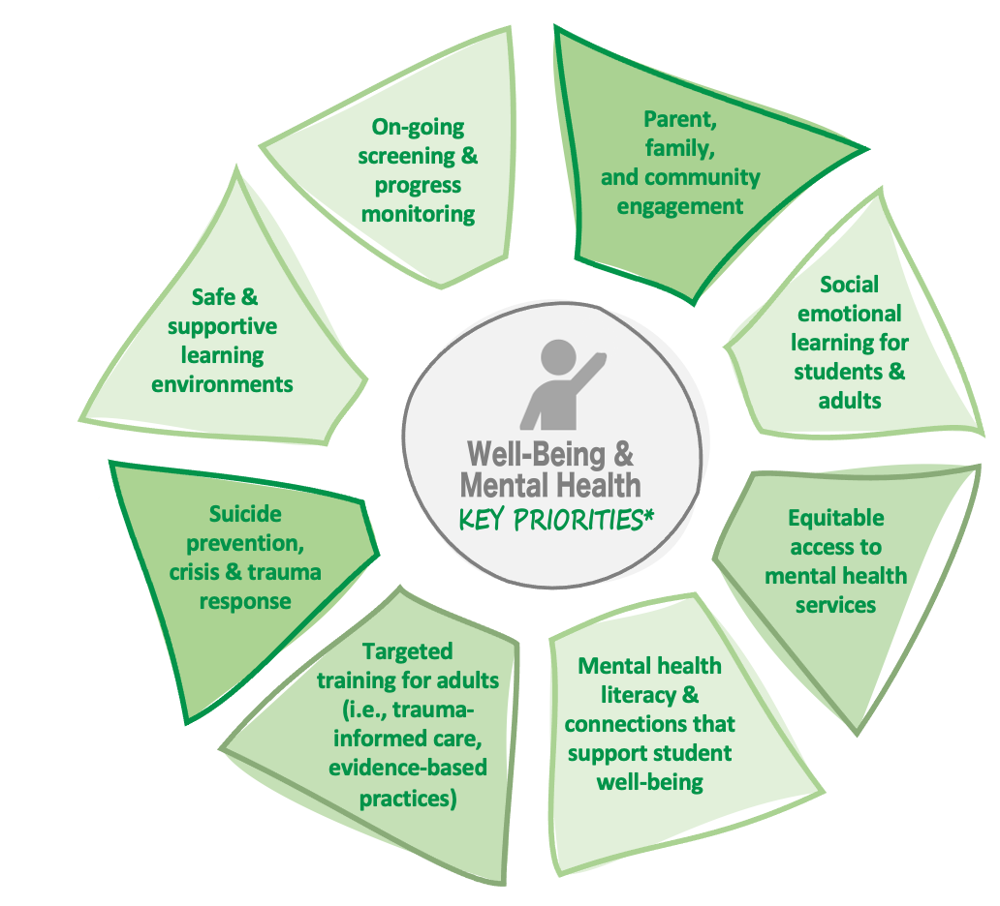 On-going
screening &
progress
monitoring
Parent,
family,
and community
engagement
Social
emotional
learning for
students &
adults
Equitable
access to
mental health
services
Mental health
literacy &
connections that
support student
well-being
Targeted
training for adults
(i.e., trauma-
informed care,
evidence-based
practices)
Suicide
prevention,
crisis & trauma
response
Safe &
supportive
learning
environments
Well-Being &
Mental Health
KEY PRIORITIES*